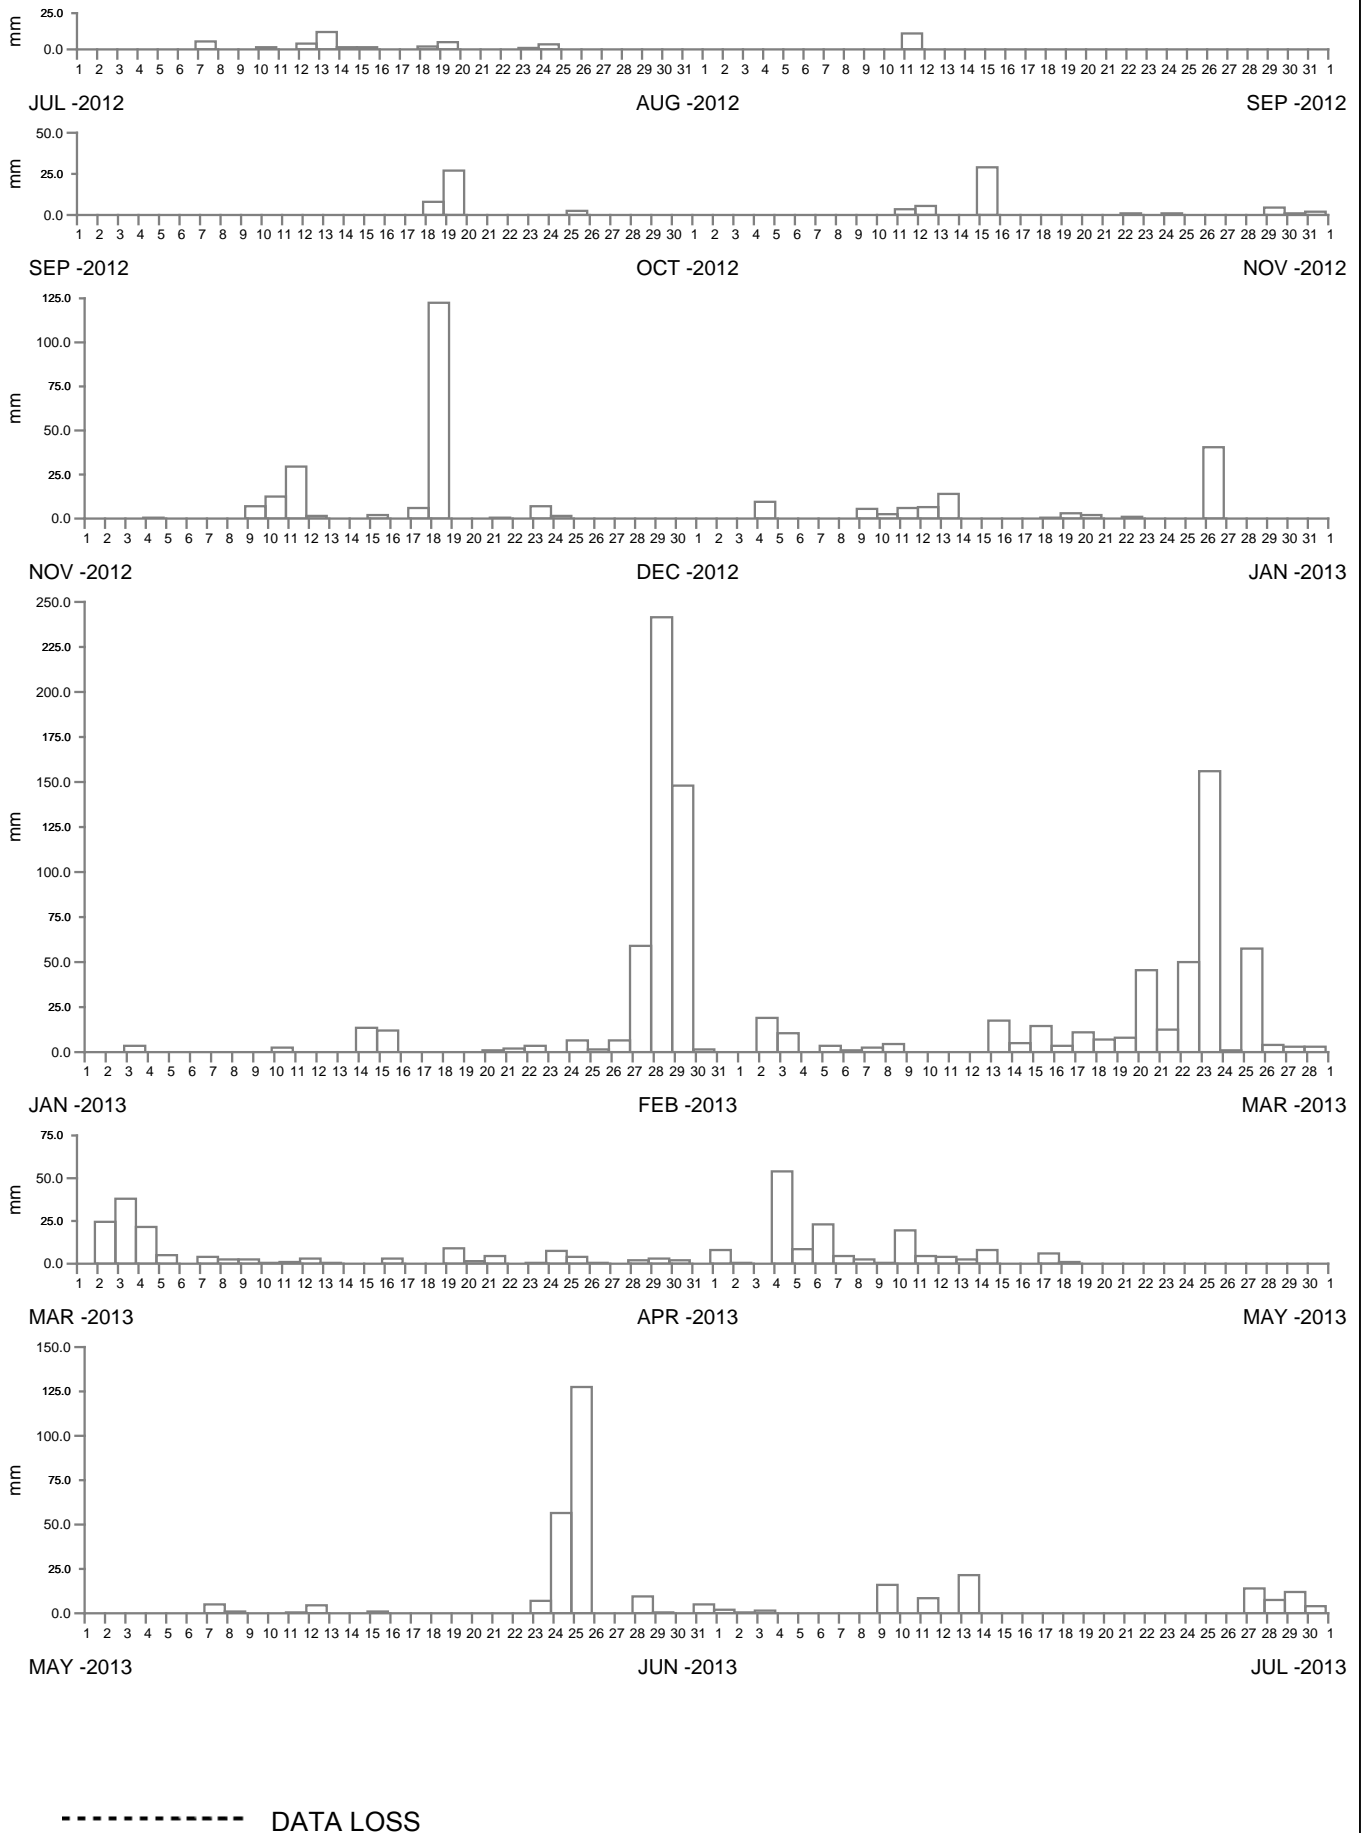 25.0
mm
0.0
1 2 3 4 5 6 7 8 9 10 11 12 13 14 15 16 17 18 19 20 21 22 23 24 25 26 27 28 29 30 31 1 2 3 4 5 6 7 8 9 10 11 12 13 14 15 16 17 18 19 20 21 22 23 24 25 26 27 28 29 30 31 1
JUL -2012 AUG -2012 SEP -2012
50.0
mm
25.0
0.0
1 2 3 4 5 6 7 8 9 10 11 12 13 14 15 16 17 18 19 20 21 22 23 24 25 26 27 28 29 30 1 2 3 4 5 6 7 8 9 10 11 12 13 14 15 16 17 18 19 20 21 22 23 24 25 26 27 28 29 30 31 1
SEP -2012 OCT -2012 NOV -2012
125.0
100.0
75.0
mm
50.0
25.0
0.0
1 2 3 4 5 6 7 8 9 10 11 12 13 14 15 16 17 18 19 20 21 22 23 24 25 26 27 28 29 30 1 2 3 4 5 6 7 8 9 10 11 12 13 14 15 16 17 18 19 20 21 22 23 24 25 26 27 28 29 30 31 1
NOV -2012 DEC -2012 JAN -2013
250.0
225.0
200.0
175.0
150.0
mm
125.0
100.0
75.0
50.0
25.0
0.0
1 2 3 4 5 6 7 8 9 10 11 12 13 14 15 16 17 18 19 20 21 22 23 24 25 26 27 28 29 30 31 1 2 3 4 5 6 7 8 9 10 11 12 13 14 15 16 17 18 19 20 21 22 23 24 25 26 27 28 1
JAN -2013 FEB -2013 MAR -2013
75.0
50.0
mm
25.0
0.0
1 2 3 4 5 6 7 8 9 10 11 12 13 14 15 16 17 18 19 20 21 22 23 24 25 26 27 28 29 30 31 1 2 3 4 5 6 7 8 9 10 11 12 13 14 15 16 17 18 19 20 21 22 23 24 25 26 27 28 29 30 1
MAR -2013 APR -2013 MAY -2013
150.0
125.0
100.0
75.0
mm
50.0
25.0
0.0
1 2 3 4 5 6 7 8 9 10 11 12 13 14 15 16 17 18 19 20 21 22 23 24 25 26 27 28 29 30 31 1 2 3 4 5 6 7 8 9 10 11 12 13 14 15 16 17 18 19 20 21 22 23 24 25 26 27 28 29 30 1
MAY -2013 JUN -2013 JUL -2013
DATA LOSS